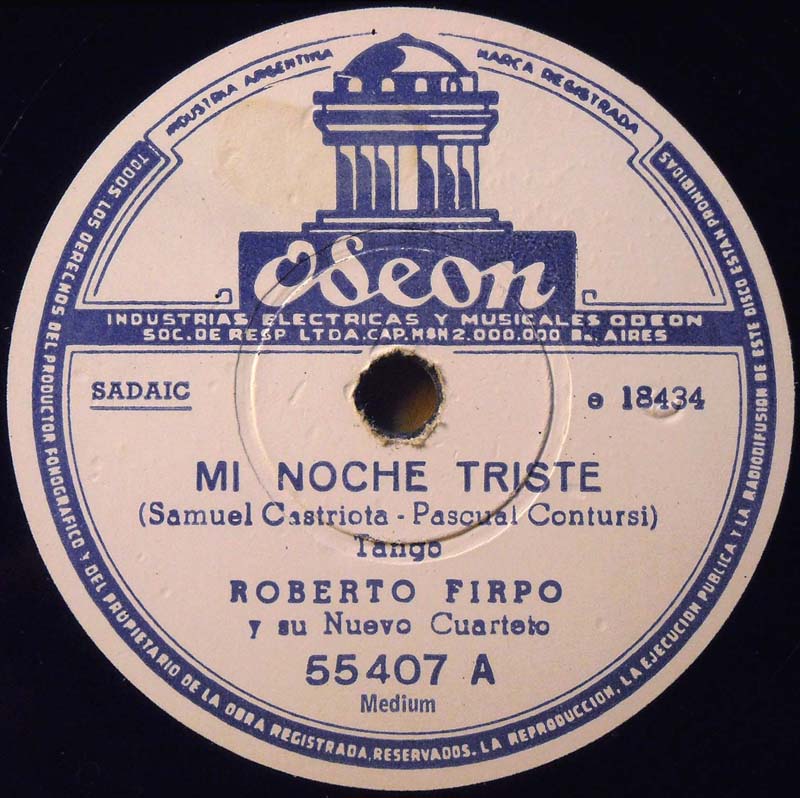 INDUSTRIA ARGENTINA
MARCA REGISTRADA
TODOS LOS DERECHOS DEL PRODUCTOR FONOGRAFICO Y DEL PROPIETARIO DE LA OBRA REGISTRADA, RESERVADOS. LA REPRODUCCION, LA EJECUCION PUBLICA Y LA RADIODIFUSION DE ESTE DISCO ESTAN PROHIBIDAS
Odeon
INDUSTRIAS ELECTRICAS Y MUSICALES ODEON
SOC. DE RESP LTDA. CAP. M$N 2.000.000 Bs. AIRES
SADAIC
e 18434
MI NOCHE TRISTE
(Samuel Castriota - Pascual Contursi)
Tango
ROBERTO FIRPO
y su Nuevo Cuarteto
55407 A
Medium